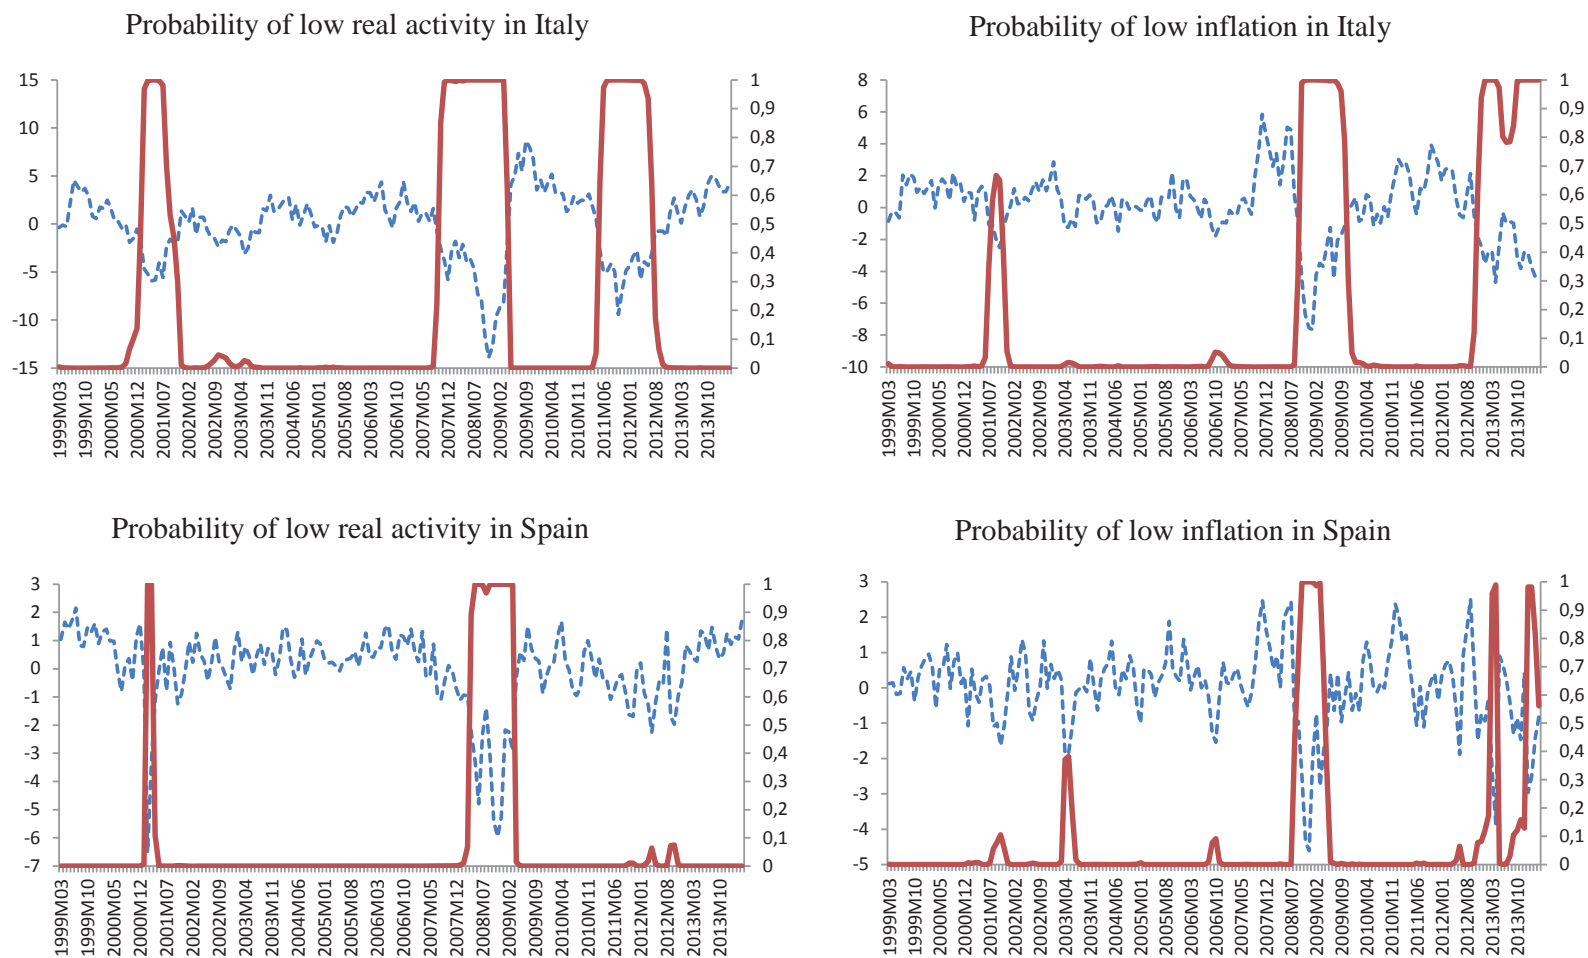 Probability of low real activity in Italy
15
10
5
0
-5
-10
-15
1
0,9
0,8
0,7
0,6
0,5
0,4
0,3
0,2
0,1
0
1999M03
1999M10
2000M05
2000M12
2001M07
2002M02
2002M09
2003M04
2003M11
2004M06
2005M01
2005M08
2006M03
2006M10
2007M05
2007M12
2008M07
2009M02
2009M09
2010M04
2010M11
2011M06
2012M01
2012M08
2013M03
2013M10
Probability of low inflation in Italy
8
6
4
2
0
-2
-4
-6
-8
-10
1
0,9
0,8
0,7
0,6
0,5
0,4
0,3
0,2
0,1
0
1999M03
1999M10
2000M05
2000M12
2001M07
2002M02
2002M09
2003M04
2003M11
2004M06
2005M01
2005M08
2006M03
2006M10
2007M05
2007M12
2008M07
2009M02
2009M09
2010M04
2010M11
2011M06
2012M01
2012M08
2013M03
2013M10
Probability of low real activity in Spain
3
2
1
0
-1
-2
-3
-4
-5
-6
-7
1
0,9
0,8
0,7
0,6
0,5
0,4
0,3
0,2
0,1
0
1999M03
1999M10
2000M05
2000M12
2001M07
2002M02
2002M09
2003M04
2003M11
2004M06
2005M01
2005M08
2006M03
2006M10
2007M05
2007M12
2008M07
2009M02
2009M09
2010M04
2010M11
2011M06
2012M01
2012M08
2013M03
2013M10
Probability of low inflation in Spain
3
2
1
0
-1
-2
-3
-4
-5
1
0,9
0,8
0,7
0,6
0,5
0,4
0,3
0,2
0,1
0
1999M03
1999M10
2000M05
2000M12
2001M07
2002M02
2002M09
2003M04
2003M11
2004M06
2005M01
2005M08
2006M03
2006M10
2007M05
2007M12
2008M07
2009M02
2009M09
2010M04
2010M11
2011M06
2012M01
2012M08
2013M03
2013M10